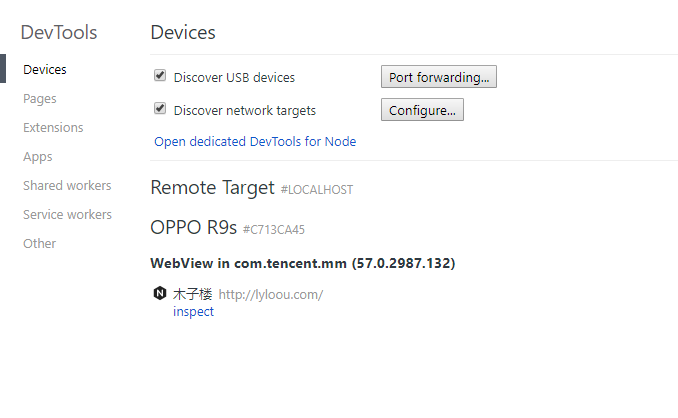 DevTools
Devices
Pages
Extensions
Apps
Shared workers
Service workers
Other
Devices
Discover USB devices
Port forwarding...
Discover network targets
Configure...
Open dedicated DevTools for Node
Remote Target #LOCALHOST
OPPO R9s #C713CA45
WebView in com.tencent.mm (57.0.2987.132)
木子楼 http://lyloou.com/
inspect